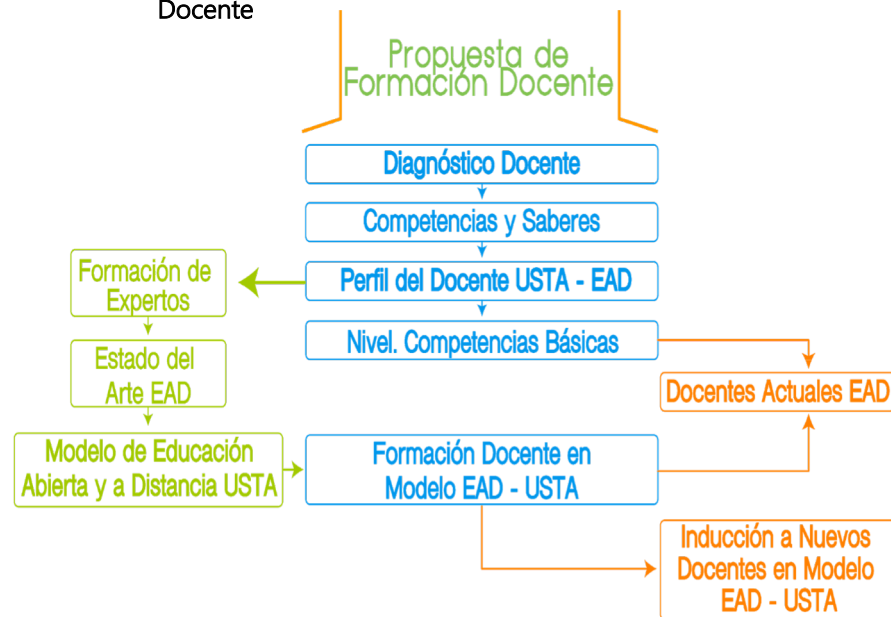 Docente
Propuesta de
Formación Docente
Diagnóstico Docente
Competencias y Saberes
Perfil del Docente USTA - EAD
Nivel. Competencias Básicas
Formación de
Expertos
Estado del
Arte EAD
Modelo de Educación
Abierta y a Distancia USTA
Formación Docente en
Modelo EAD - USTA
Docentes Actuales EAD
Inducción a Nuevos
Docentes en Modelo
EAD - USTA